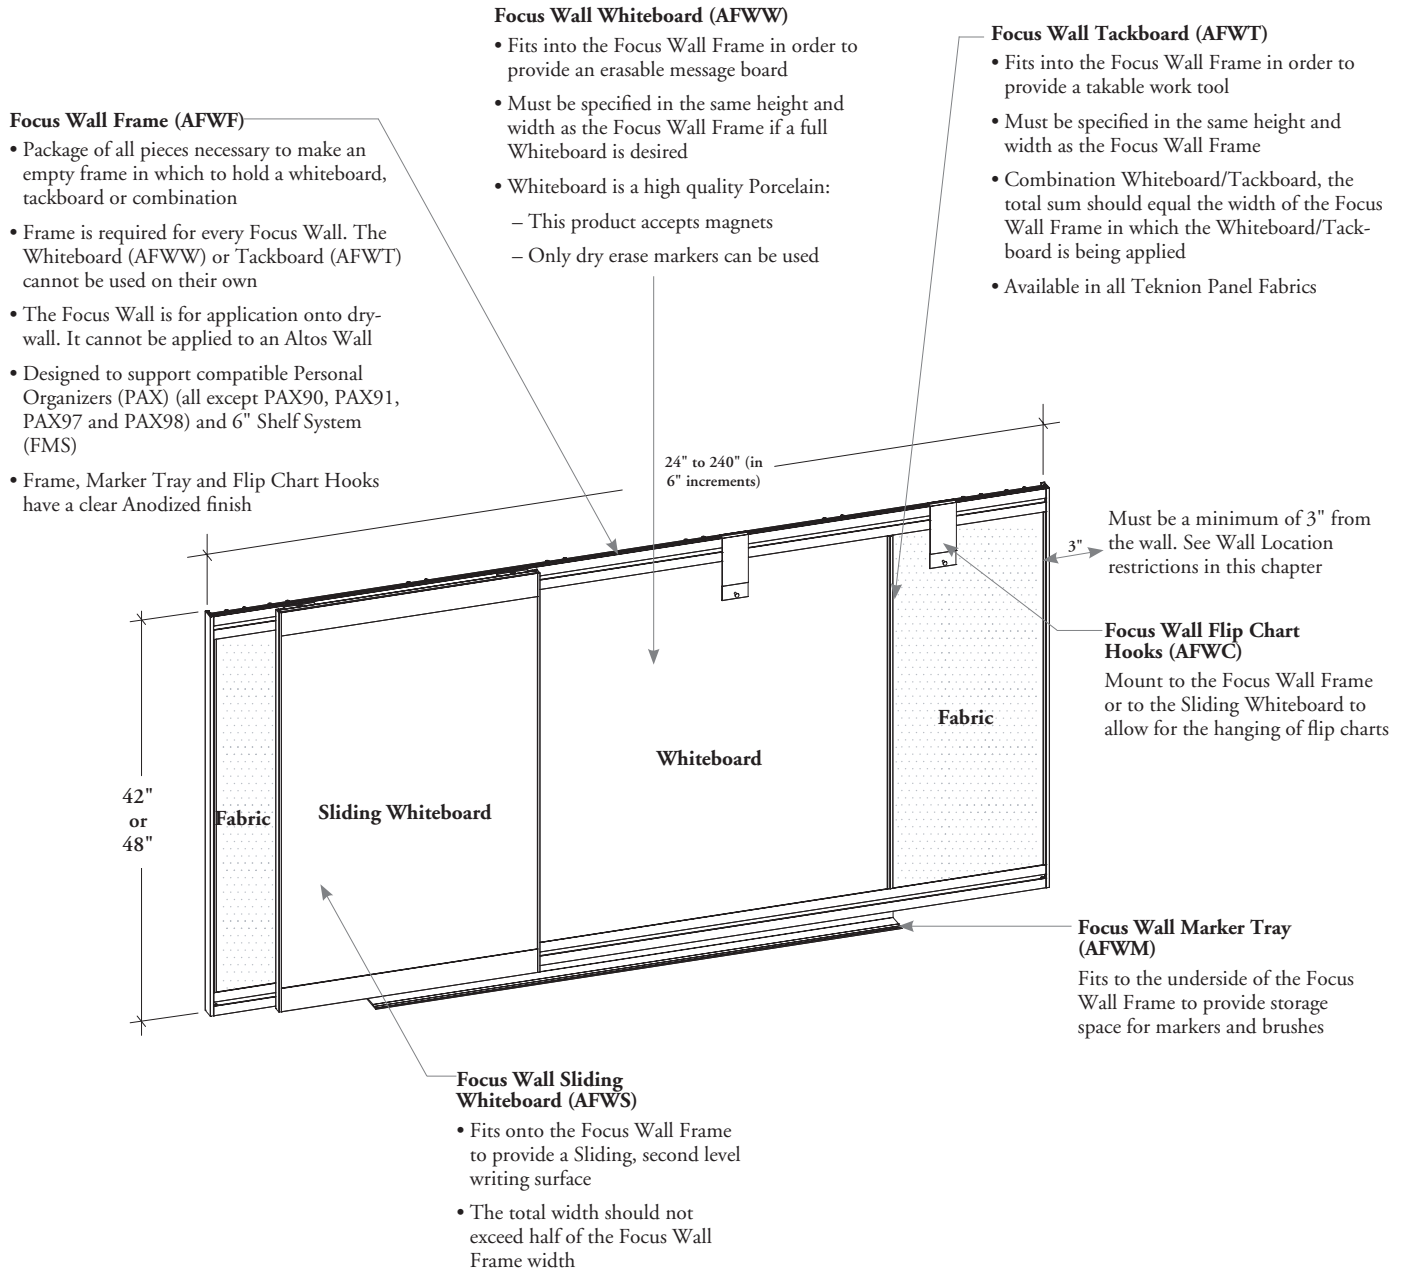 Focus Wall Frame (AFWF)
• Package of all pieces necessary to make an
empty frame in which to hold a whiteboard,
tackboard or combination
• Frame is required for every Focus Wall. The
Whiteboard (AFWW) or Tackboard (AFWT)
cannot be used on their own
• The Focus Wall is for application onto dry-
wall. It cannot be applied to an Altos Wall
• Designed to support compatible Personal
Organizers (PAX) (all except PAX90, PAX91,
PAX97 and PAX98) and 6" Shelf System
(FMS)
• Frame, Marker Tray and Flip Chart Hooks
have a clear Anodized finish
Focus Wall Whiteboard (AFWW)
• Fits into the Focus Wall Frame in order to
provide an erasable message board
• Must be specified in the same height and
width as the Focus Wall Frame if a full
Whiteboard is desired
• Whiteboard is a high quality Porcelain:
– This product accepts magnets
– Only dry erase markers can be used
Focus Wall Tackboard (AFWT)
• Fits into the Focus Wall Frame in order to
provide a takable work tool
• Must be specified in the same height and
width as the Focus Wall Frame
• Combination Whiteboard/Tackboard, the
total sum should equal the width of the Focus
Wall Frame in which the Whiteboard/Tack-
board is being applied
• Available in all Teknion Panel Fabrics
24" to 240" (in
6" increments)
3"
Must be a minimum of 3" from
the wall. See Wall Location
restrictions in this chapter
Focus Wall Flip Chart
Hooks (AFWC)
Mount to the Focus Wall Frame
or to the Sliding Whiteboard to
allow for the hanging of flip charts
Fabric
Whiteboard
Sliding Whiteboard
Fabric
42"
or
48"
Focus Wall Marker Tray
(AFWM)
Fits to the underside of the Focus
Wall Frame to provide storage
space for markers and brushes
Focus Wall Sliding
Whiteboard (AFWS)
• Fits onto the Focus Wall Frame
to provide a Sliding, second level
writing surface
• The total width should not
exceed half of the Focus Wall
Frame width